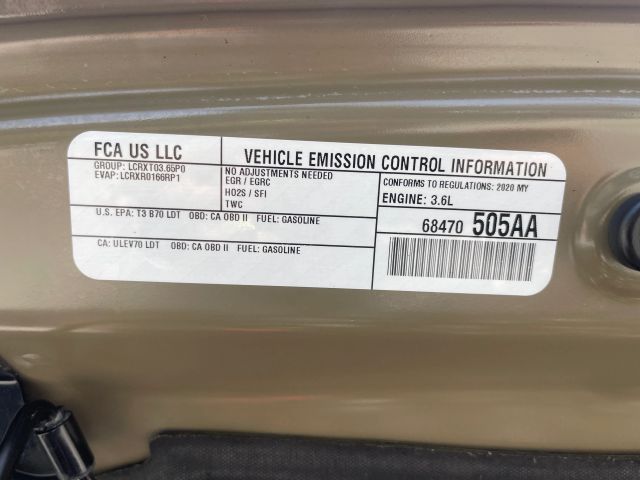 FCA US LLC
GROUP: LCRXT03.65P0
EVAP: LCRXR0166RP1
VEHICLE EMISSION CONTROL INFORMATION
NO ADJUSTMENTS NEEDED
EGR / EGRC
HO2S / SFI
TWC
CONFORMS TO REGULATIONS: 2020 MY
ENGINE: 3.6L
U.S. EPA: T3 B70 LDT OBD: CA OBD II FUEL: GASOLINE
CA: ULEV70 LDT OBD: CA OBD II FUEL: GASOLINE
68470 505AA